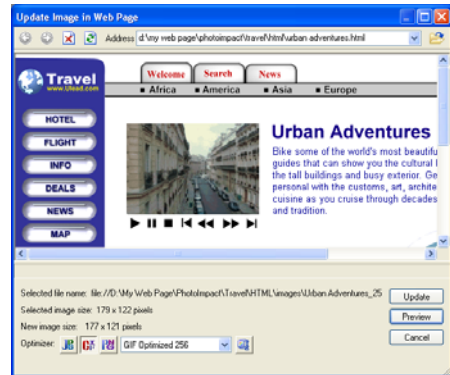 Update Image in Web Page
Address d:\my web page\photoimpact\travel\html\urban adventures.html
Travel
www.Ulead.com
Welcome Search News
Africa America Asia Europe
HOTEL
FLIGHT
INFO
DEALS
NEWS
MAP
Urban Adventures
Bike some of the world's most beautifu
guides that can show you the cultural l
the tall buildings and busy exterior. Ge
personal with the customs, art, archite
cuisine as you cruise through decades
and tradition.
Selected file name: file://D:\My Web Page\PhotoImpact\Travel\HTML\images\Urban Adventures_25
Selected image size: 179 x 122 pixels
New image size: 177 x 121 pixels
Optimizer: GIF Optimized 256
Update
Preview
Cancel